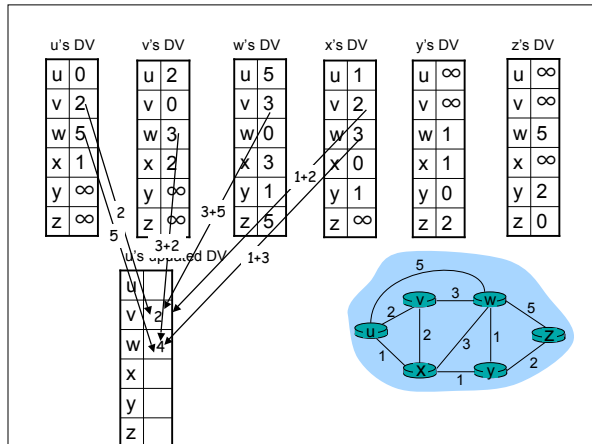 u's DV v's DV w's DV x's DV y's DV z's DV
u 0 u 2 u 5 u 1 u ∞ u ∞
v 2 v 0 v 3 v 2 v ∞ v ∞
w 5 w 3 w 0 w 3 w 1 w 5
x 1 x 2 x 3 x 0 x 1 x ∞
y ∞ y ∞ y 1 y 1 y 0 y 2
z ∞ z ∞ z 5 z ∞ z 2 z 0
1+2
2 3+5
5
3+2 1+3
u's updated DV
u
v 2
w 4
x
y
z
5
v 3 w
2 5
u 2 3 1 z
1 2
x 1 y